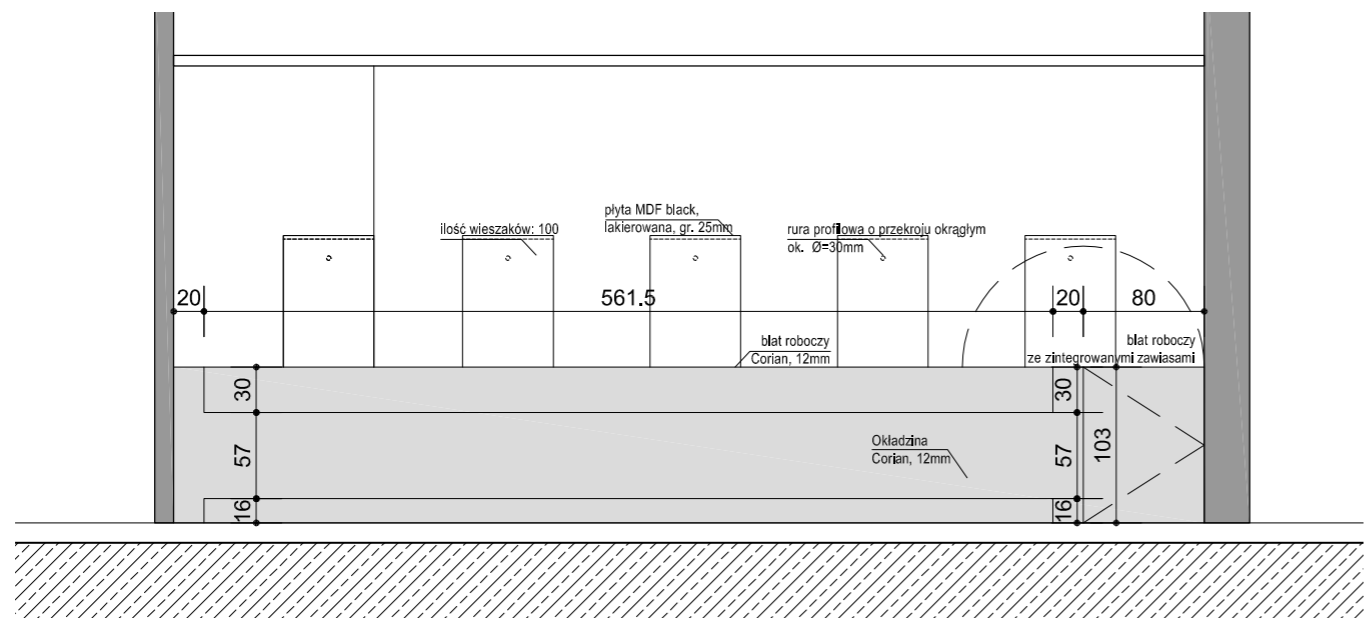 płyta MDF black,
lakierowana, gr. 25mm
ilość wieszaków: 100
rura profilowa o przekroju okrągłym
ok. Ø=30mm
20
561.5
20
80
blat roboczy
Corian, 12mm
blat roboczy
ze zintegrowanymi zawiasami
30
30
57
Okładzina
Corian, 12mm
57
103
16
16